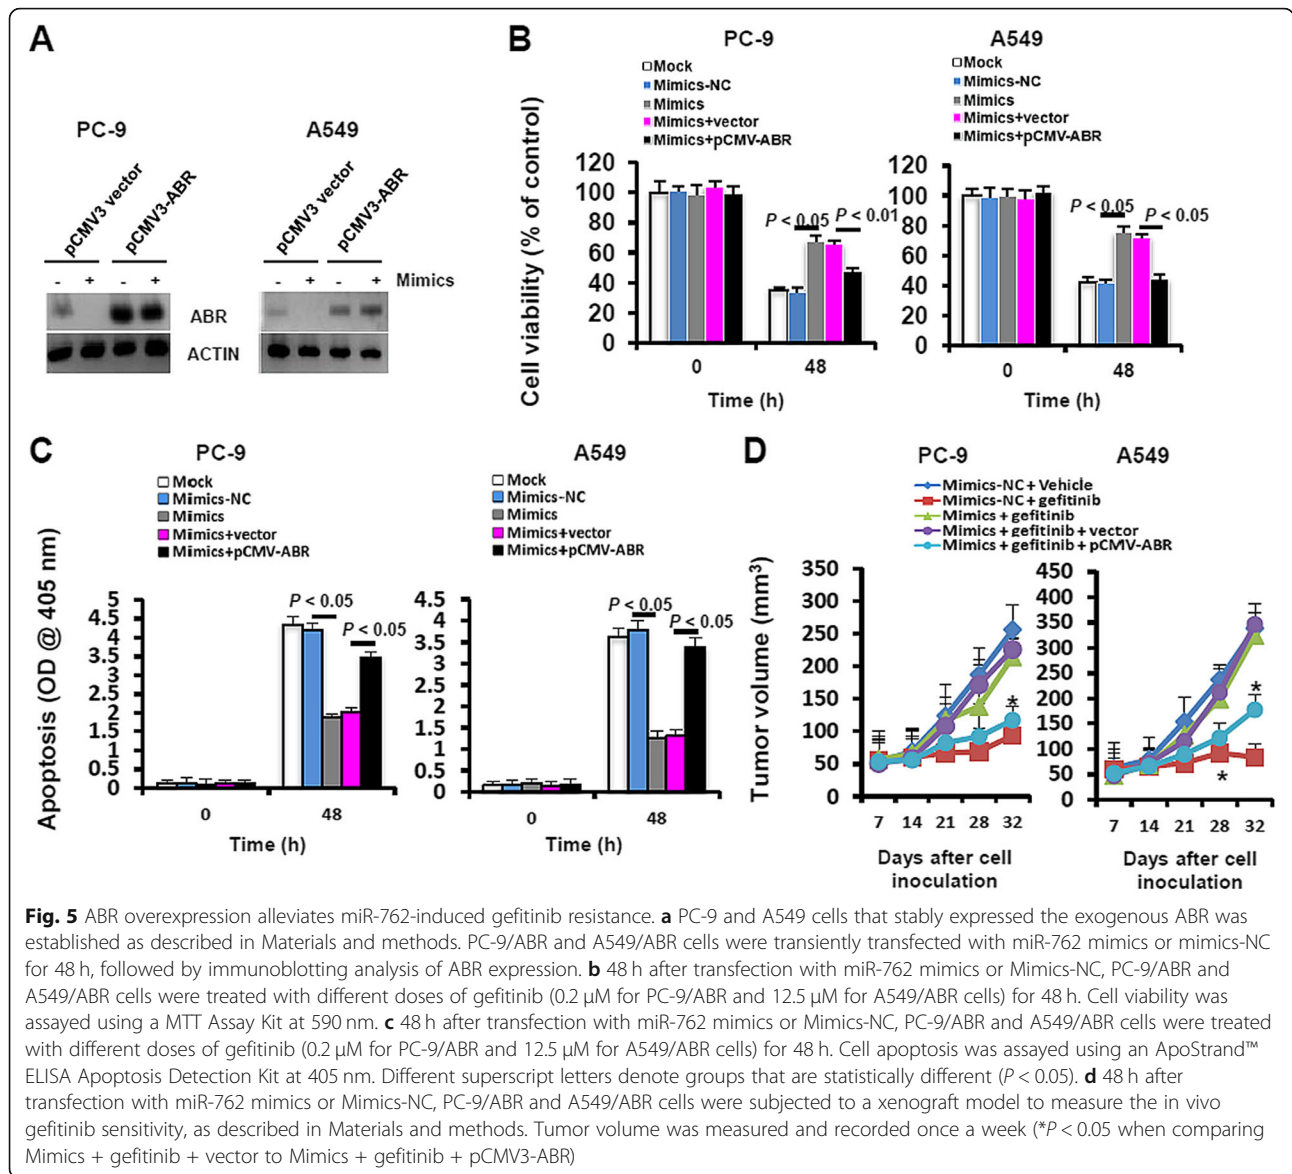 A
PC-9
A549
pCMV3 vector
pCMV3-ABR
pCMV3 vector
pCMV3-ABR
- + - +
- + - +
Mimics
ABR
ACTIN
B
PC-9
Mock
Mimics-NC
Mimics
Mimics+vector
Mimics+pCMV-ABR
A549
Mock
Mimics-NC
Mimics
Mimics+vector
Mimics+pCMV-ABR
Cell viability (% of control)
120
100
80
60
40
20
0
P < 0.05
P < 0.01
0 48
Time (h)
120
100
80
60
40
20
0
P < 0.05
P < 0.05
0 48
Time (h)
C
PC-9
Mock
Mimics-NC
Mimics
Mimics+vector
Mimics+pCMV-ABR
A549
Mock
Mimics-NC
Mimics
Mimics+vector
Mimics+pCMV-ABR
Apoptosis (OD @ 405 nm)
5
4.5
4
3.5
3
2.5
2
1.5
1
0.5
0
P < 0.05
P < 0.05
0 48
Time (h)
4.5
4
3.5
3
2.5
2
1.5
1
0.5
0
P < 0.05
P < 0.05
0 48
Time (h)
D
PC-9
A549
Mimics-NC + Vehicle
Mimics-NC + gefitinib
Mimics + gefitinib
Mimics + gefitinib + vector
Mimics + gefitinib + pCMV-ABR
Tumor volume (mm³)
350
300
250
200
150
100
50
0
*
7 14 21 28 32
Days after cell
inoculation
450
400
350
300
250
200
150
100
50
0
*
*
7 14 21 28 32
Days after cell
inoculation
Fig. 5 ABR overexpression alleviates miR-762-induced gefitinib resistance. a PC-9 and A549 cells that stably expressed the exogenous ABR was
established as described in Materials and methods. PC-9/ABR and A549/ABR cells were transiently transfected with miR-762 mimics or mimics-NC
for 48 h, followed by immunoblotting analysis of ABR expression. b 48 h after transfection with miR-762 mimics or Mimics-NC, PC-9/ABR and
A549/ABR cells were treated with different doses of gefitinib (0.2 μM for PC-9/ABR and 12.5 μM for A549/ABR cells) for 48 h. Cell viability was
assayed using a MTT Assay Kit at 590 nm. c 48 h after transfection with miR-762 mimics or Mimics-NC, PC-9/ABR and A549/ABR cells were treated
with different doses of gefitinib (0.2 μM for PC-9/ABR and 12.5 μM for A549/ABR cells) for 48 h. Cell apoptosis was assayed using an ApoStrand™
ELISA Apoptosis Detection Kit at 405 nm. Different superscript letters denote groups that are statistically different (P < 0.05). d 48 h after
transfection with miR-762 mimics or Mimics-NC, PC-9/ABR and A549/ABR cells were subjected to a xenograft model to measure the in vivo
gefitinib sensitivity, as described in Materials and methods. Tumor volume was measured and recorded once a week (*P < 0.05 when comparing
Mimics + gefitinib + vector to Mimics + gefitinib + pCMV3-ABR)